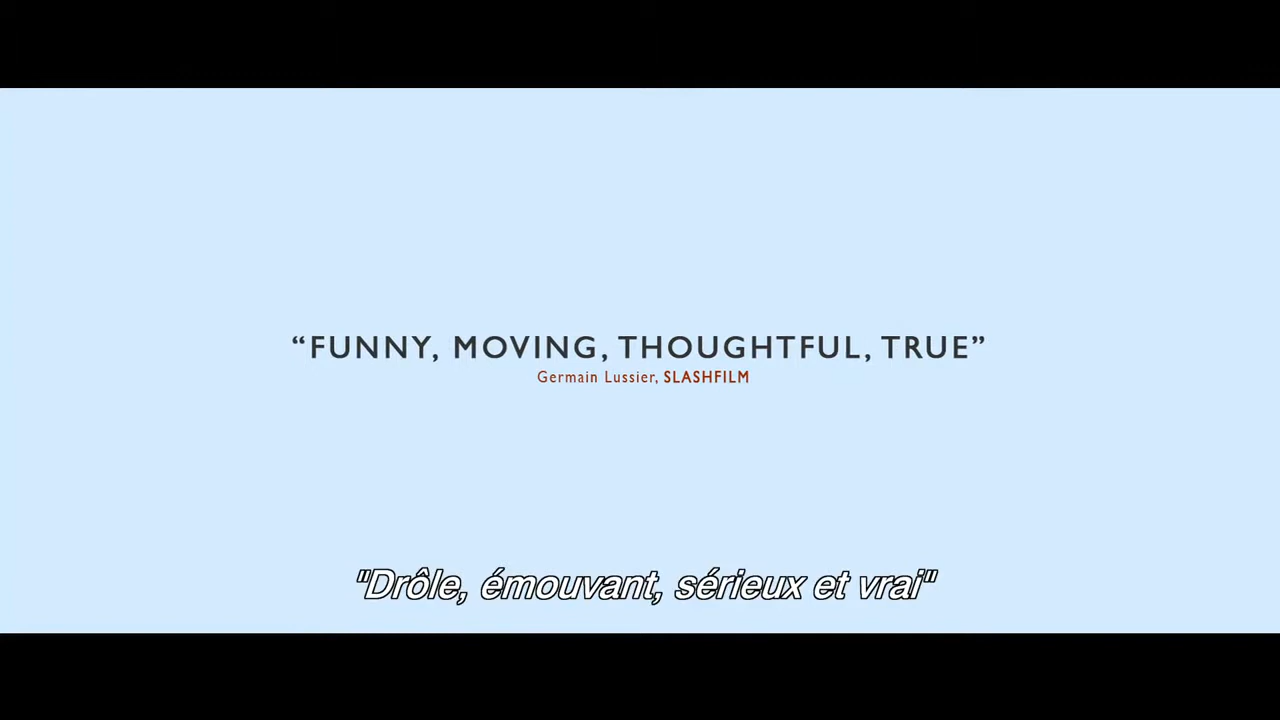 “FUNNY, MOVING, THOUGHTFUL, TRUE”
Germain Lussier, SLASHFILM
"Drôle, émouvant, sérieux et vrai"